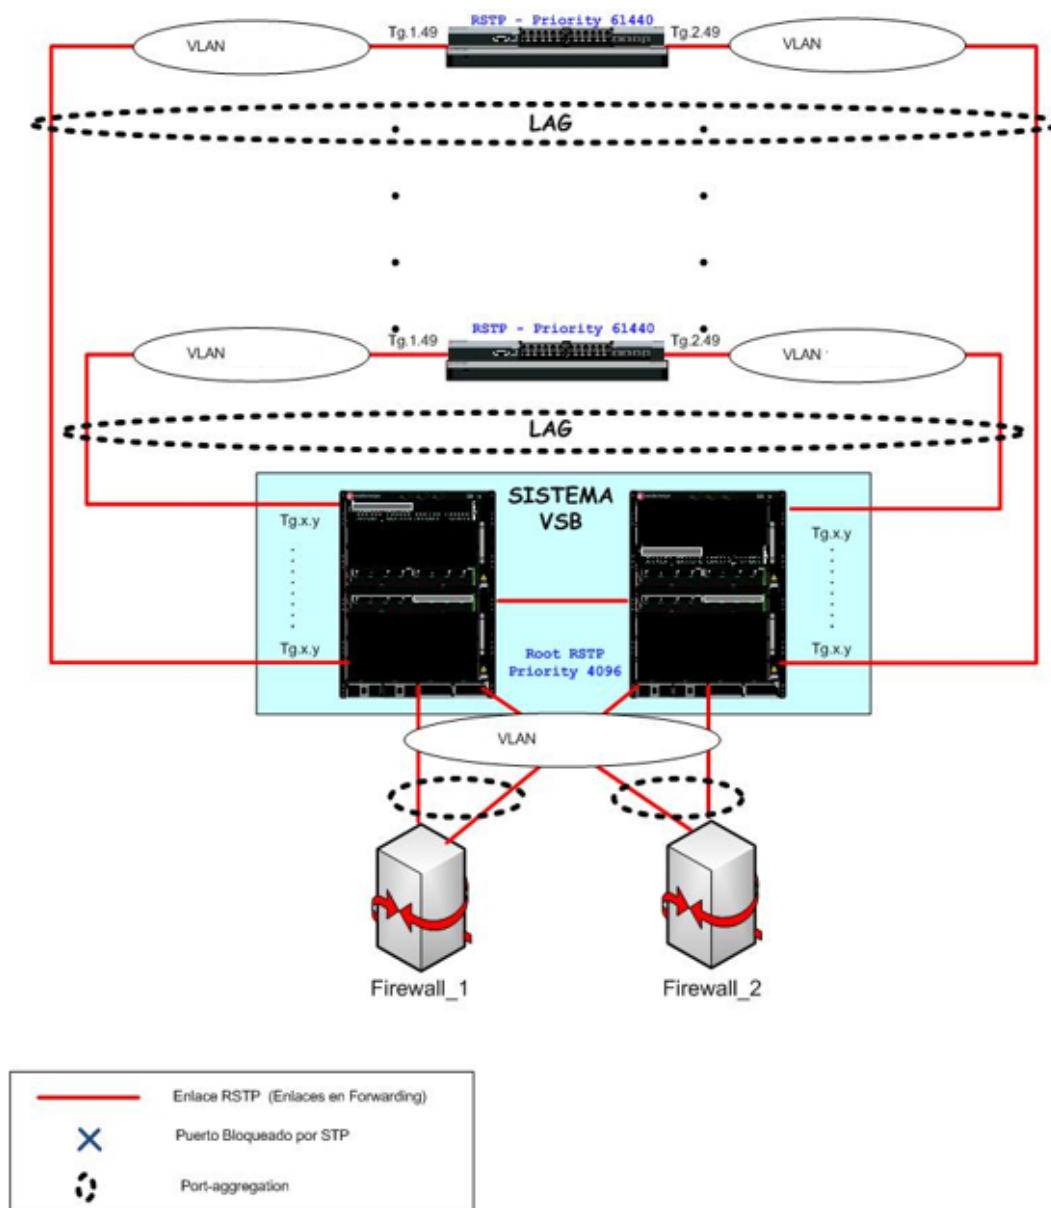 RSTP - Priority 61440
VLAN
Tg.1.49
Tg.2.49
VLAN
LAG
RSTP - Priority 61440
VLAN
Tg.1.49
Tg.2.49
VLAN
LAG
SISTEMA
VSB
Tg.x.y
Tg.x.y
Tg.x.y
Tg.x.y
Root RSTP
Priority 4096
VLAN
Firewall_1
Firewall_2
Enlace RSTP (Enlaces en Forwarding)
Puerto Bloqueado por STP
Port-aggregation